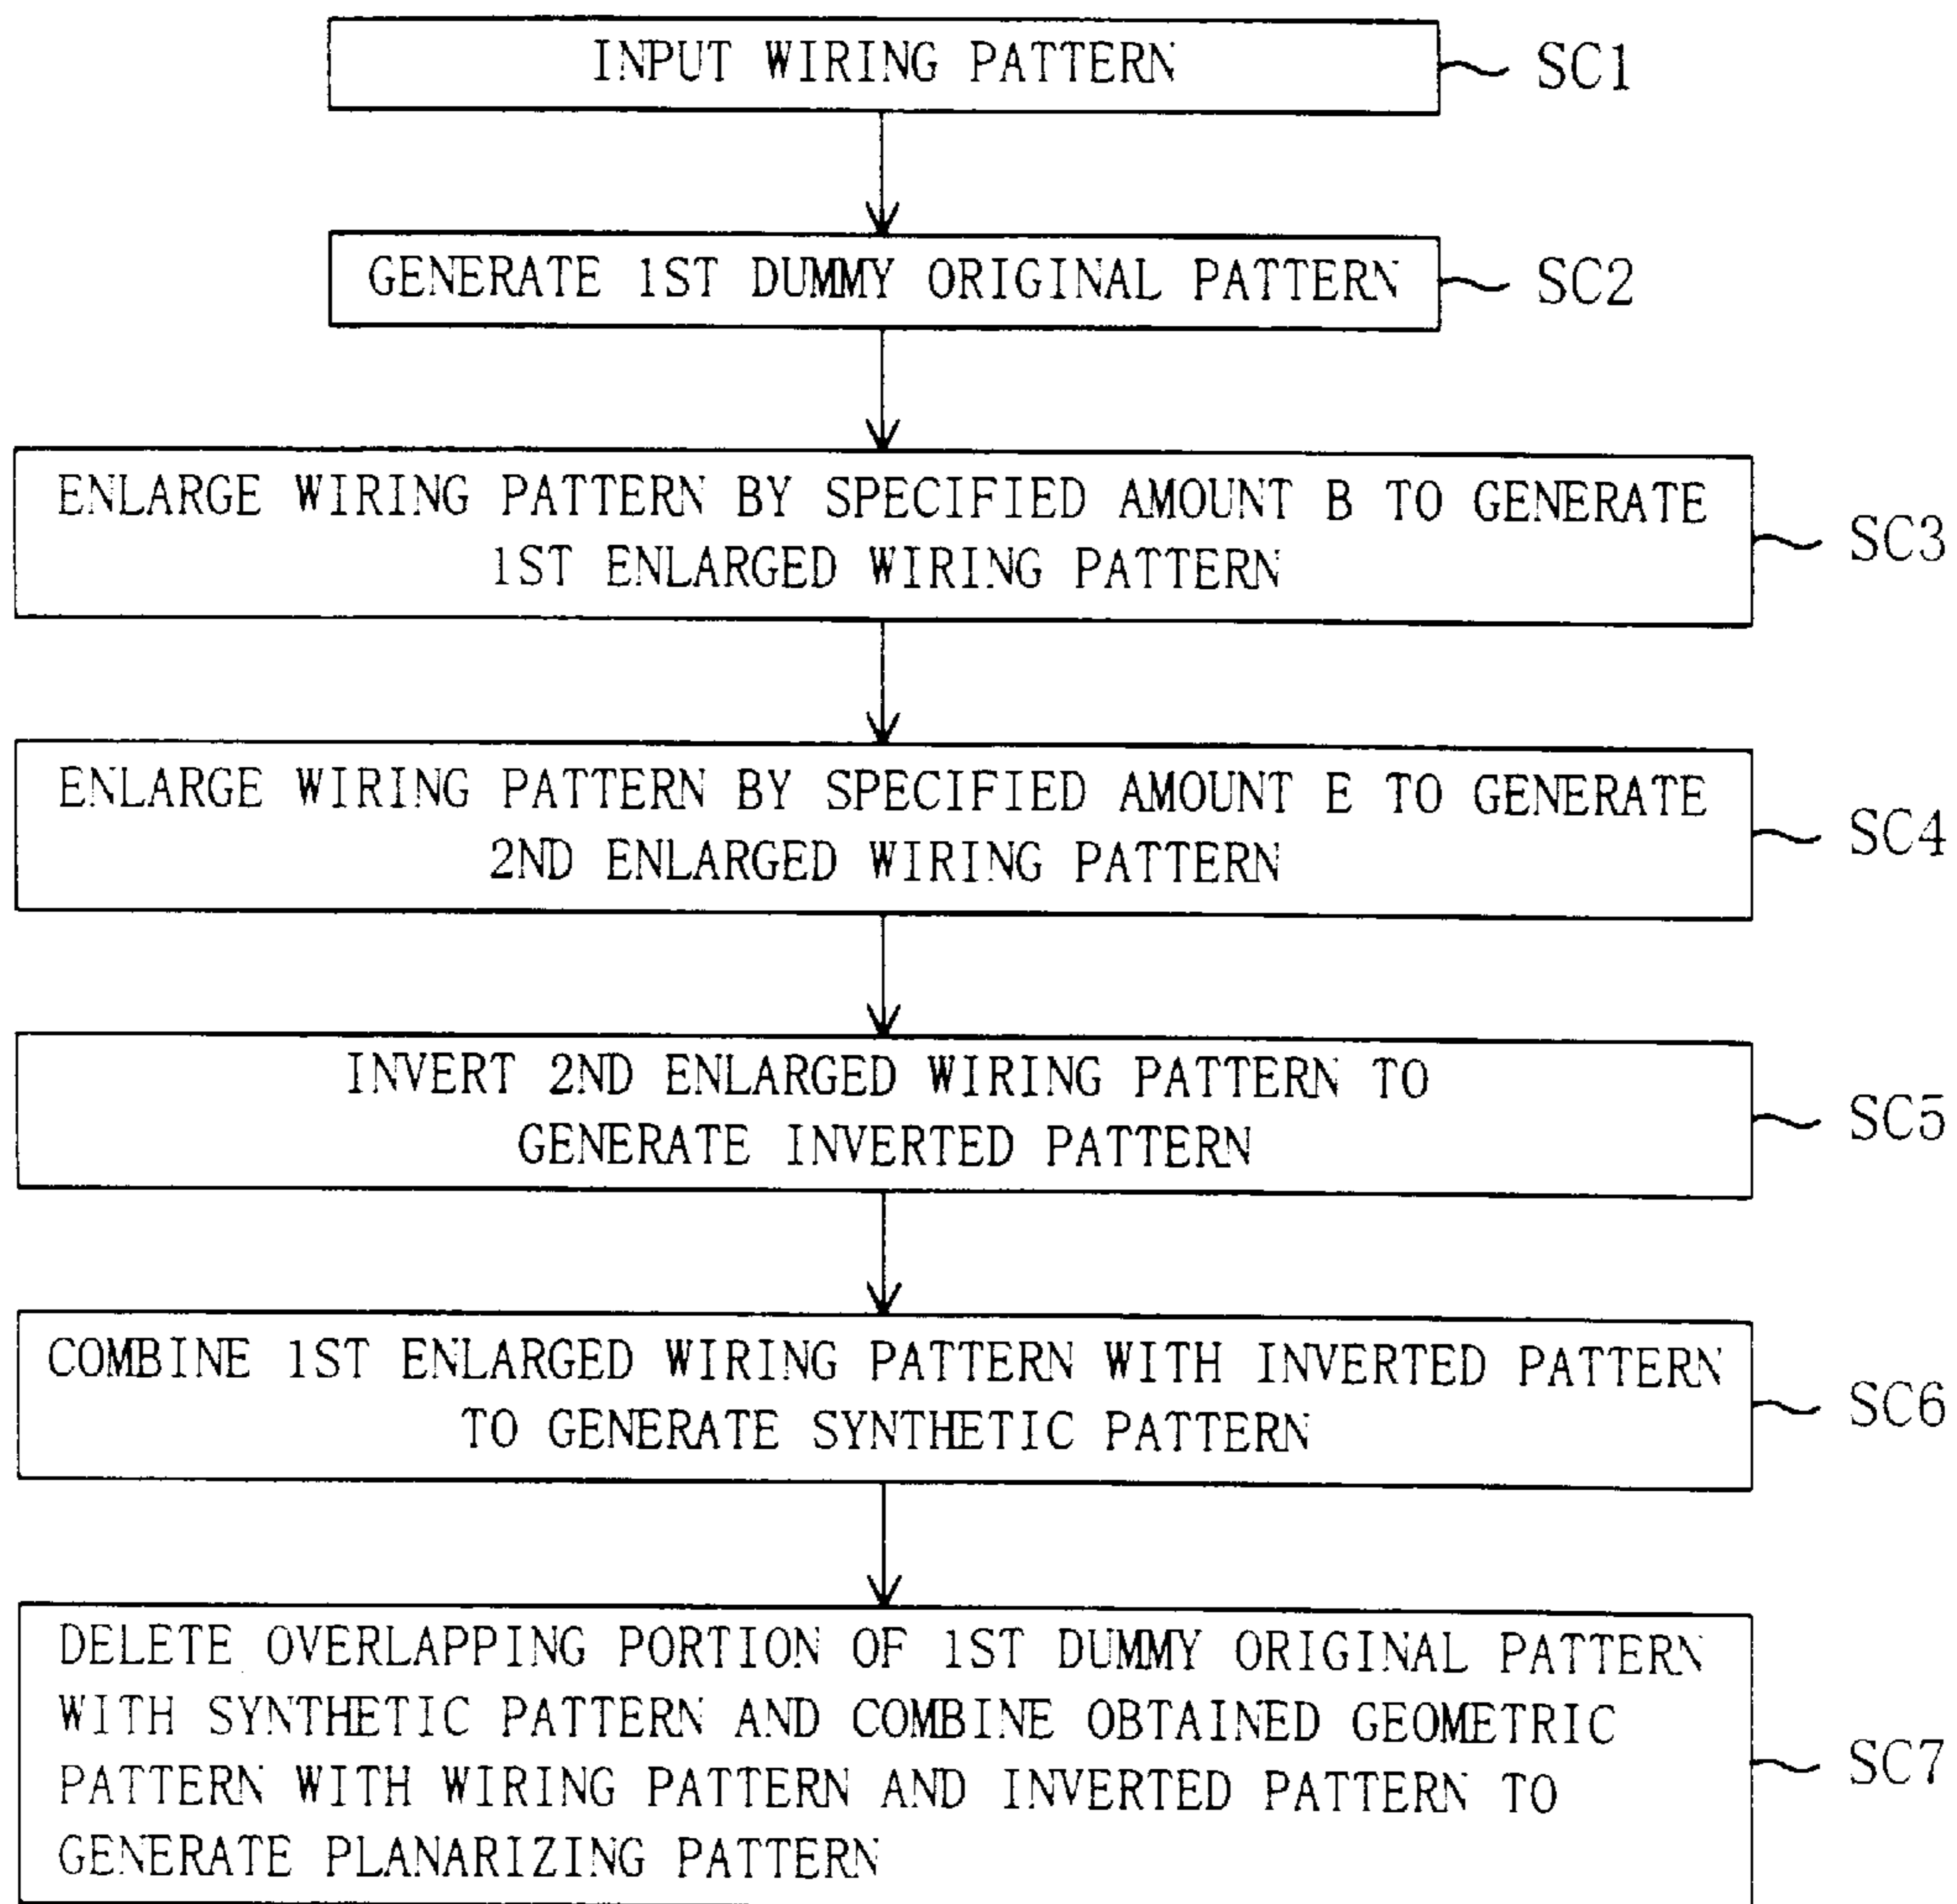 INPUT WIRING PATTERN
SC1
GENERATE 1ST DUMMY ORIGINAL PATTERN
SC2
ENLARGE WIRING PATTERN BY SPECIFIED AMOUNT B TO GENERATE
1ST ENLARGED WIRING PATTERN
SC3
ENLARGE WIRING PATTERN BY SPECIFIED AMOUNT E TO GENERATE
2ND ENLARGED WIRING PATTERN
SC4
INVERT 2ND ENLARGED WIRING PATTERN TO
GENERATE INVERTED PATTERN
SC5
COMBINE 1ST ENLARGED WIRING PATTERN WITH INVERTED PATTERN
TO GENERATE SYNTHETIC PATTERN
SC6
DELETE OVERLAPPING PORTION OF 1ST DUMMY ORIGINAL PATTERN
WITH SYNTHETIC PATTERN AND COMBINE OBTAINED GEOMETRIC
PATTERN WITH WIRING PATTERN AND INVERTED PATTERN TO
GENERATE PLANARIZING PATTERN
SC7